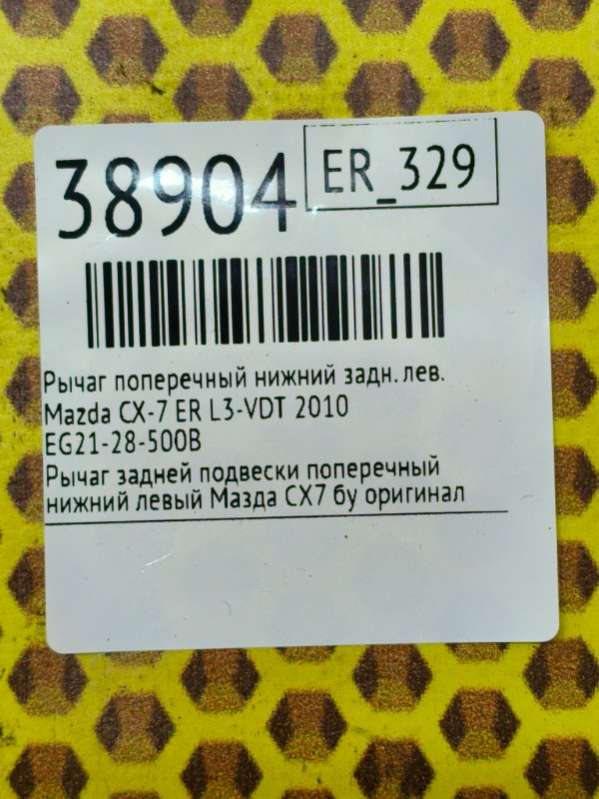 38904
ER_329
Рычаг поперечный нижний задн. лев.
Mazda CX-7 ER L3-VDT 2010
EG21-28-500B
Рычаг задней подвески поперечный
нижний левый Мазда СХ7 бу оригинал